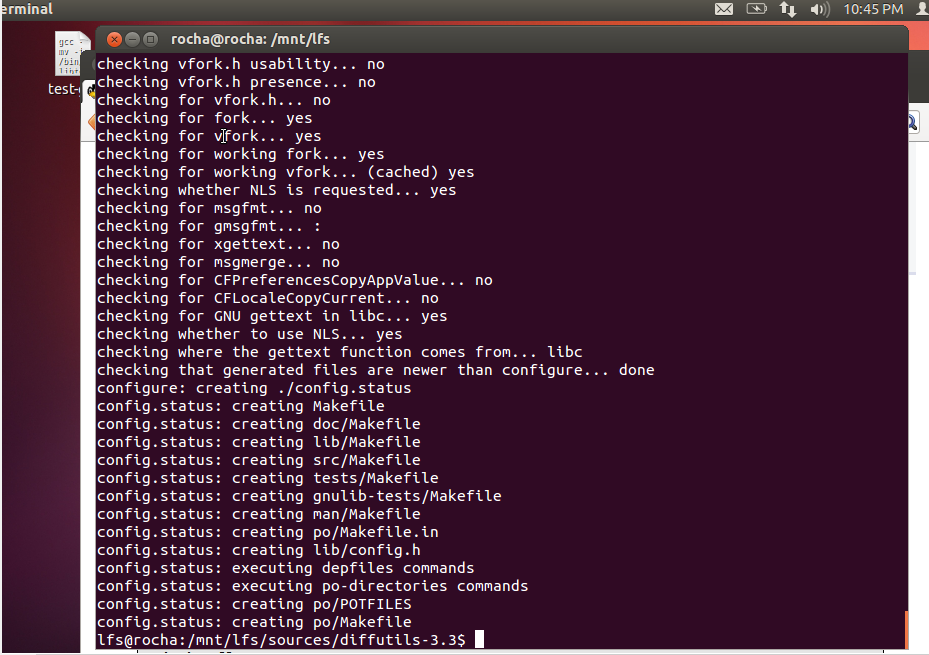 erminal
10:45 PM
rocha@rocha: /mnt/lfs
gcc
mv
/bin
test-
checking vfork.h usability... no
checking vfork.h presence... no
checking for vfork.h... no
checking for fork... yes
checking for vfork... yes
checking for working fork... yes
checking for working vfork... (cached) yes
checking whether NLS is requested... yes
checking for msgfmt... no
checking for gmsgfmt... :
checking for xgettext... no
checking for msgmerge... no
checking for CFPreferencesCopyAppValue... no
checking for CFLocaleCopyCurrent... no
checking for GNU gettext in libc... yes
checking whether to use NLS... yes
checking where the gettext function comes from... libc
checking that generated files are newer than configure... done
configure: creating ./config.status
config.status: creating Makefile
config.status: creating doc/Makefile
config.status: creating lib/Makefile
config.status: creating src/Makefile
config.status: creating tests/Makefile
config.status: creating gnulib-tests/Makefile
config.status: creating man/Makefile
config.status: creating po/Makefile.in
config.status: creating lib/config.h
config.status: executing depfiles commands
config.status: executing po-directories commands
config.status: creating po/POTFILES
config.status: creating po/Makefile
lfs@rocha:/mnt/lfs/sources/diffutils-3.3$